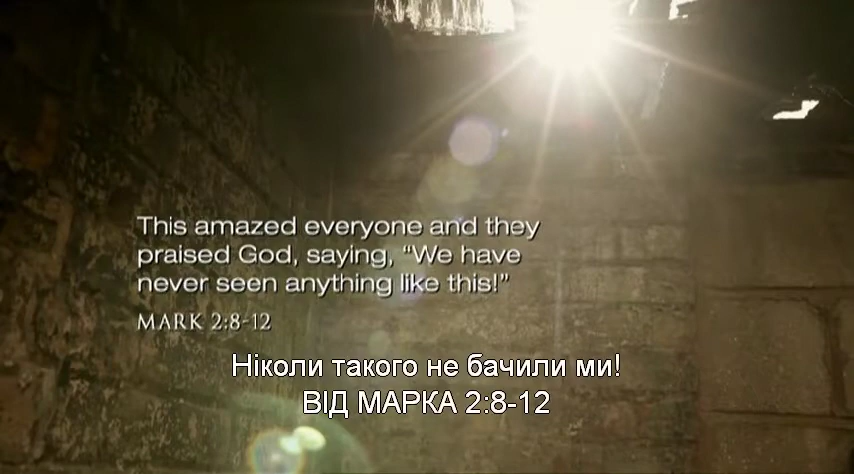 This amazed everyone and they
praised God, saying, “We have
never seen anything like this!”
MARK 2:8-12
Ніколи такого не бачили ми!
ВІД МАРКА 2:8-12